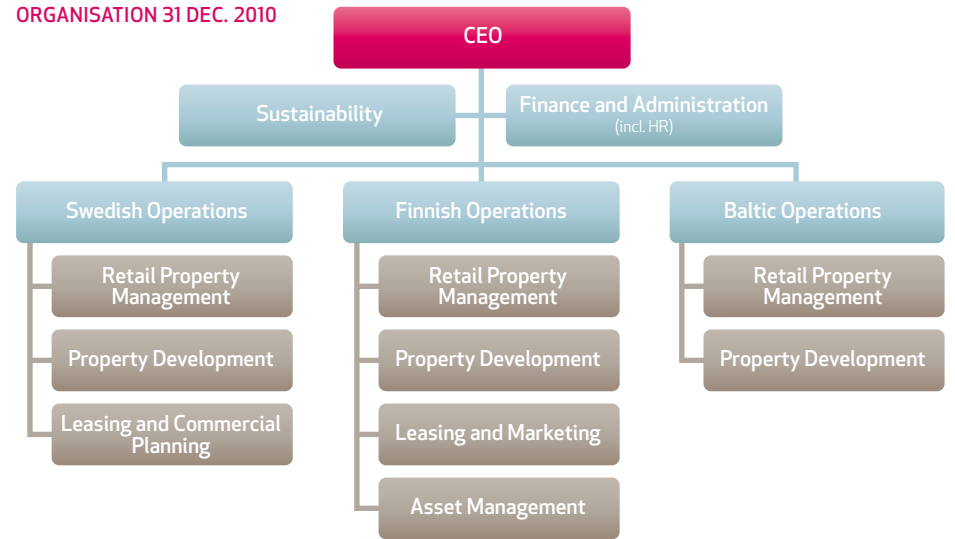 ORGANISATION 31 DEC. 2010
CEO
Sustainability
Finance and Administration
(incl. HR)
Swedish Operations
Finnish Operations
Baltic Operations
Retail Property
Management
Property Development
Leasing and Commercial
Planning
Retail Property
Management
Property Development
Leasing and Marketing
Asset Management
Retail Property
Management
Property Development